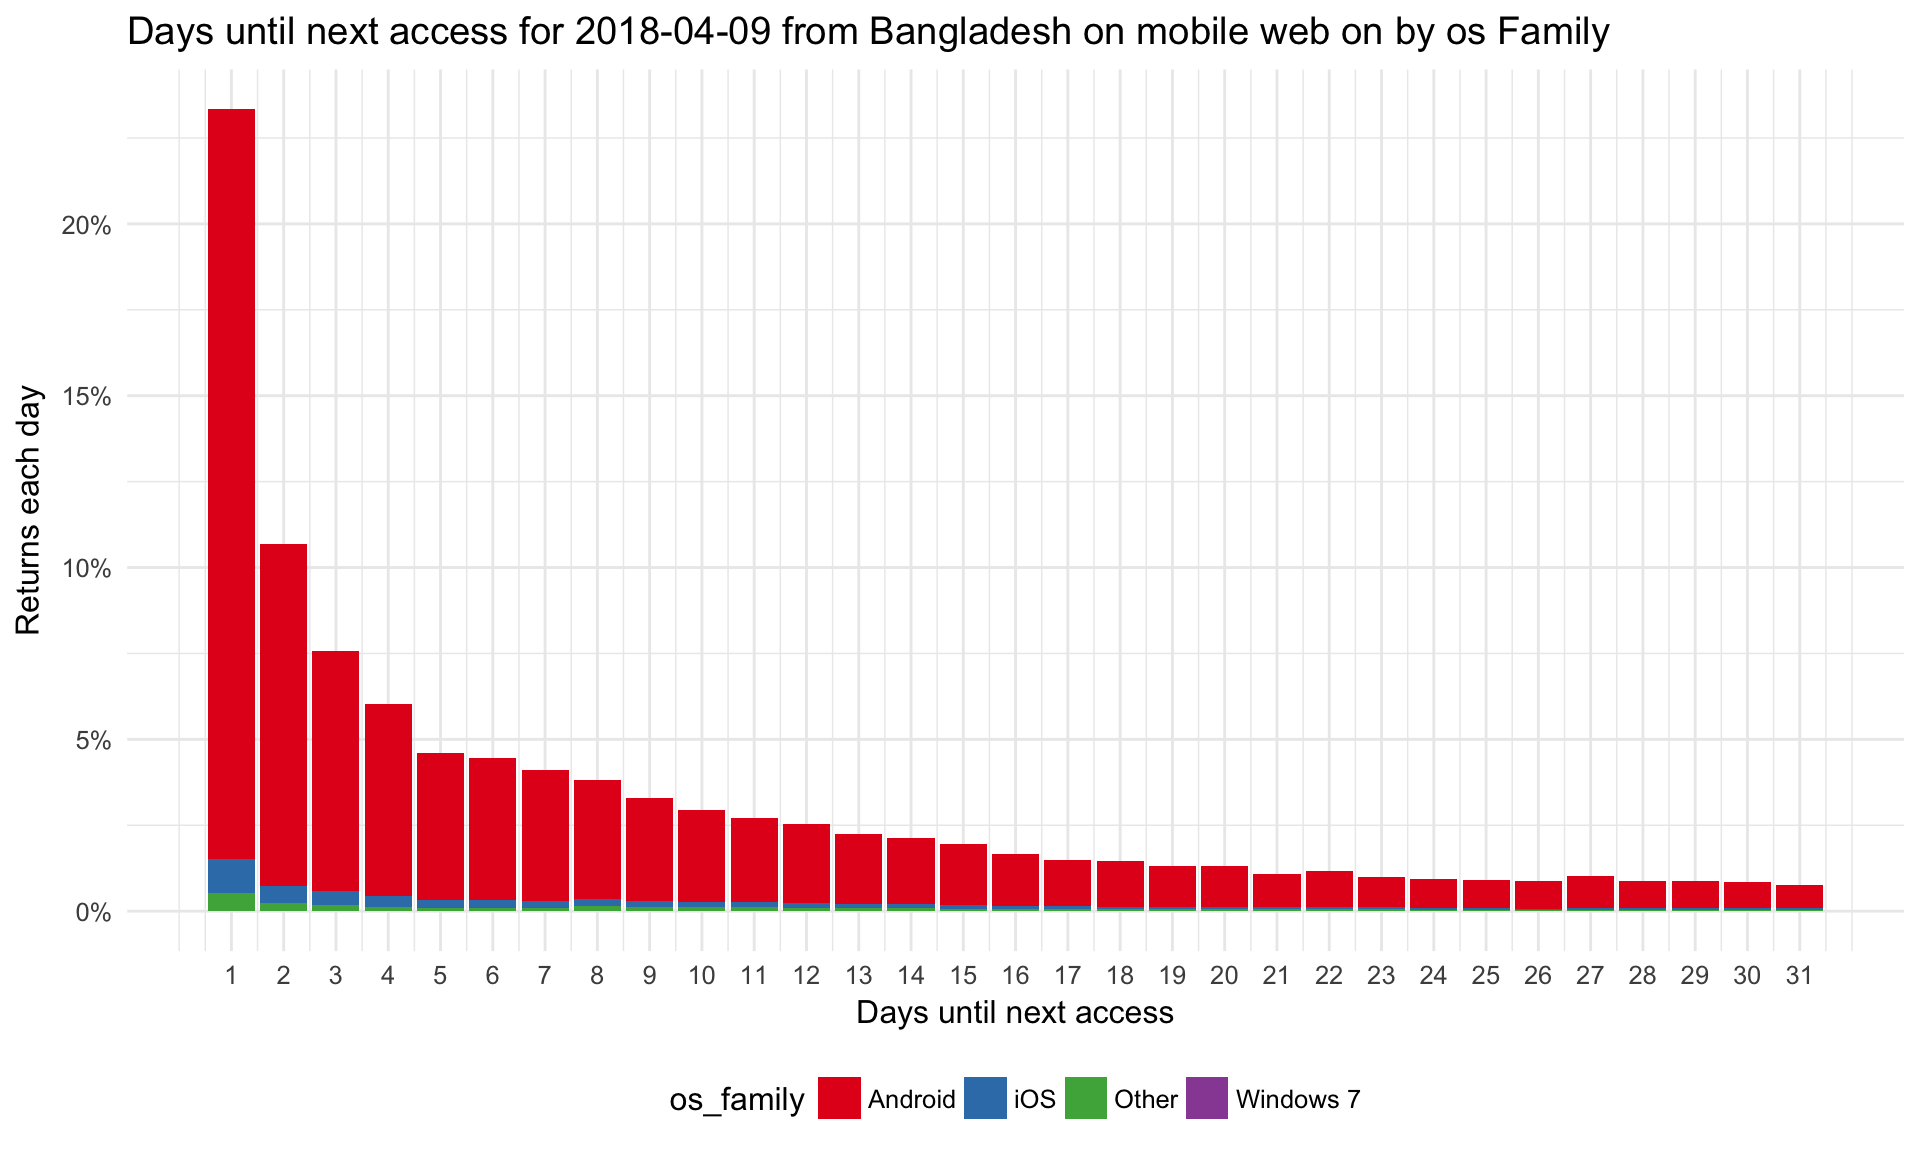 Days until next access for 2018-04-09 from Bangladesh on mobile web on by os Family
Returns each day
20%
15%
10%
5%
0%
1 2 3 4 5 6 7 8 9 10 11 12 13 14 15 16 17 18 19 20 21 22 23 24 25 26 27 28 29 30 31
Days until next access
os_family Android iOS Other Windows 7